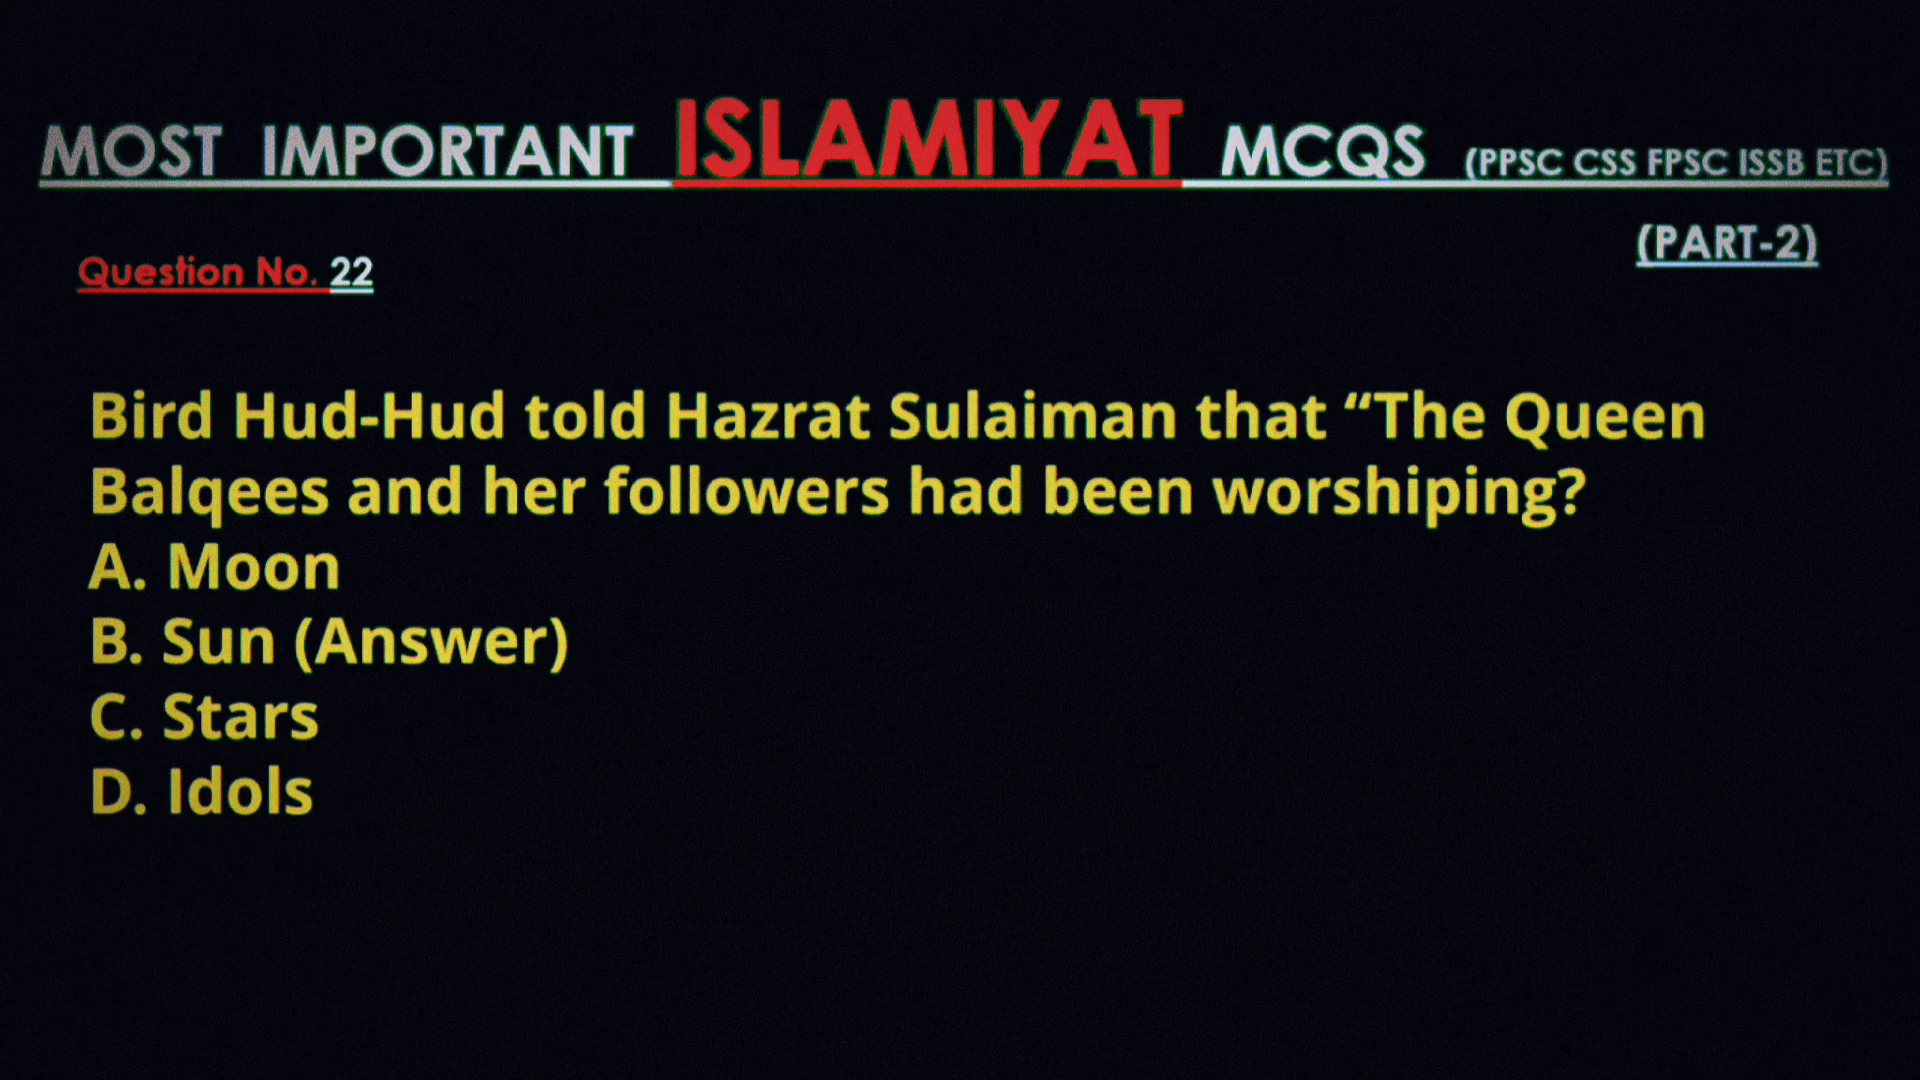 MOST IMPORTANT ISLAMIYAT MCQS (PPSC CSS FPSC ISSB ETC)
(PART-2)
Question No. 22
Bird Hud-Hud told Hazrat Sulaiman that “The Queen
Balqees and her followers had been worshiping?
A. Moon
B. Sun (Answer)
C. Stars
D. Idols